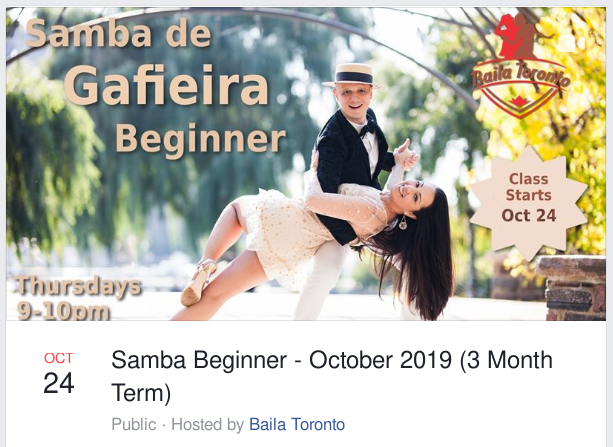 Samba de
Gafieira
Beginner
Baila Toronto
Class
Starts
Oct 24
Thursdays
9-10pm
OCT
24
Samba Beginner - October 2019 (3 Month
Term)
Public · Hosted by Baila Toronto